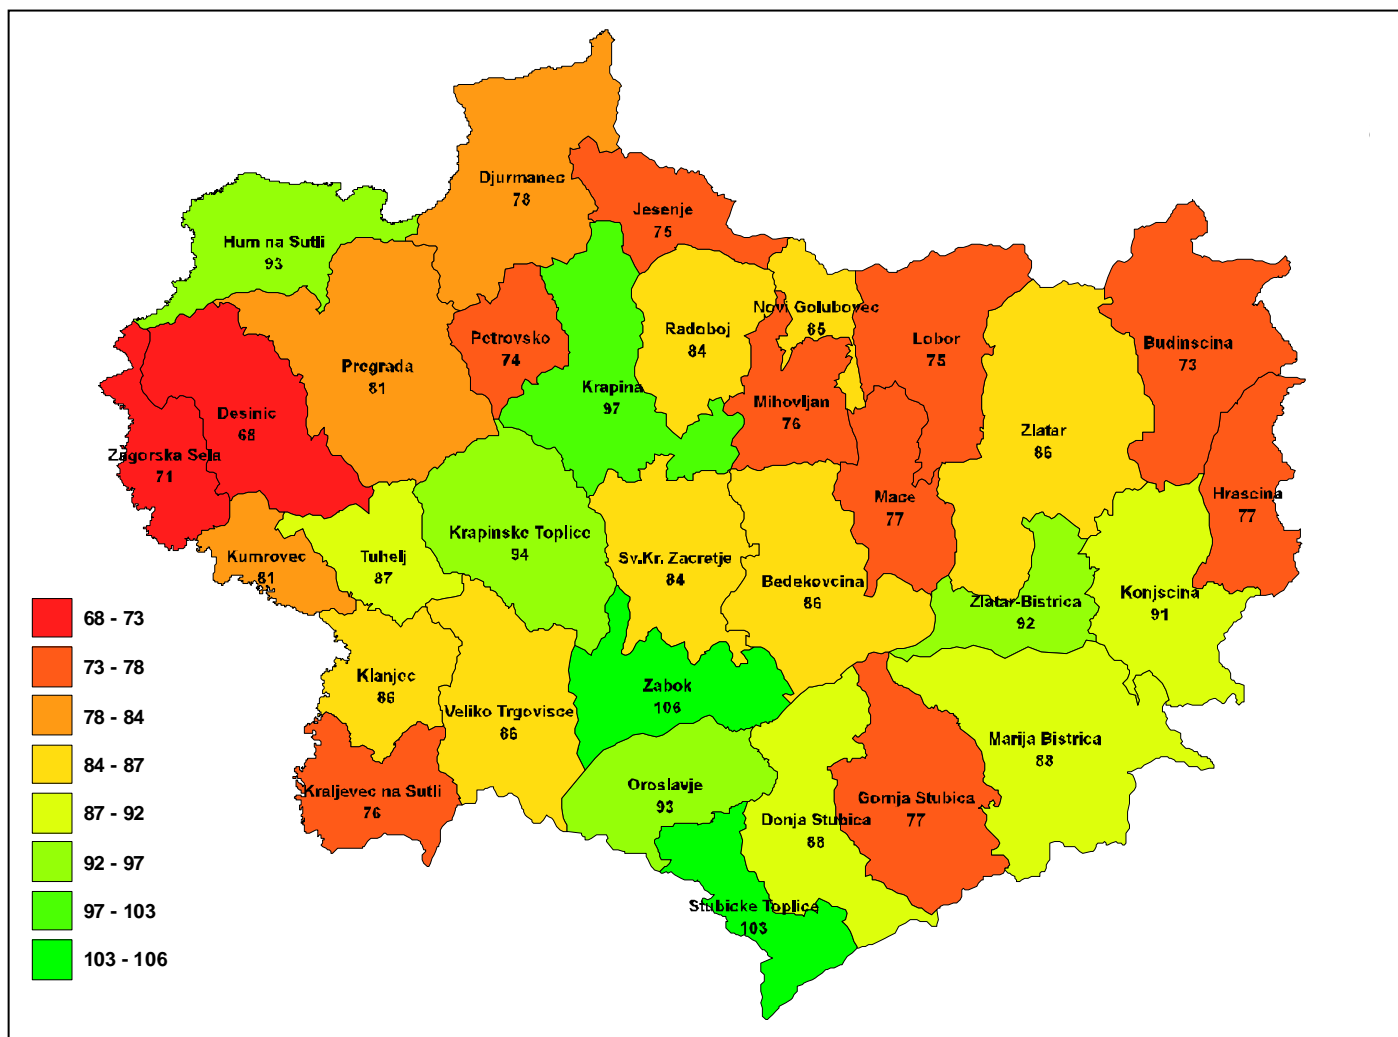 Djurmanec
78
Jesenje
75
Hum na Sutli
93
Novi Golubovec
85
Radoboj
84
Petrovsko
74
Lobor
75
Budinscina
73
Pregrada
81
Krapina
97
Mihovljan
76
Desinic
68
Zlatar
86
Zagorska Sela
71
Mace
77
Hrascina
77
Krapinske Toplice
94
Kumrovec
81
Tuhelj
87
Sv.Kr. Zacretje
84
Bedekovcina
86
Zlatar-Bistrica
92
Konjscina
91
Klanjec
86
Zabok
106
Veliko Trgovisce
86
Marija Bistrica
88
Kraljevec na Sutli
76
Oroslavje
93
Donja Stubica
88
Gornja Stubica
77
Stubicke Toplice
103
68 - 73
73 - 78
78 - 84
84 - 87
87 - 92
92 - 97
97 - 103
103 - 106